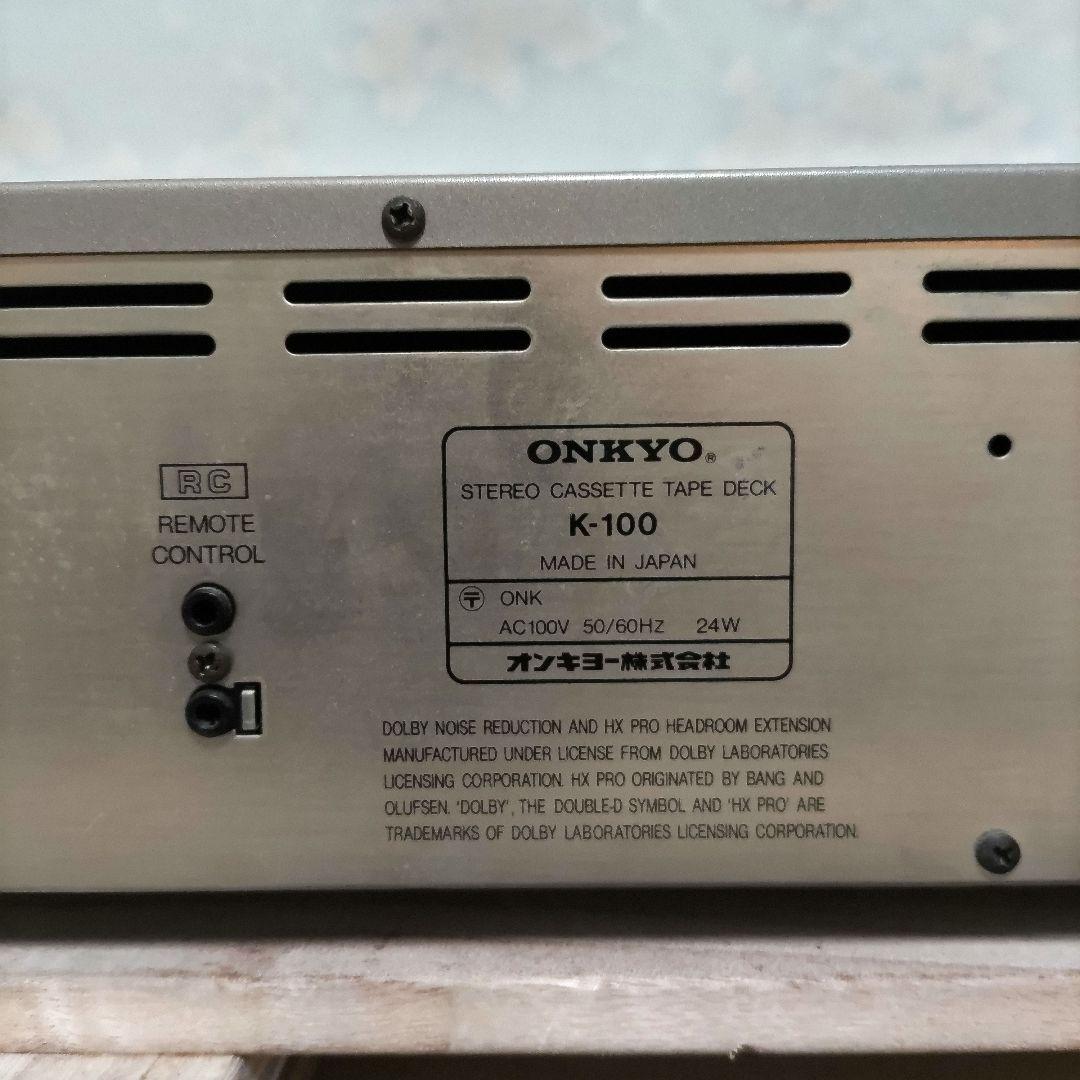 RC
REMOTE
CONTROL
ONKYO®
STEREO CASSETTE TAPE DECK
K-100
MADE IN JAPAN
〶 ONK
AC100V 50/60Hz 24W
オンキヨー株式会社
DOLBY NOISE REDUCTION AND HX PRO HEADROOM EXTENSION
MANUFACTURED UNDER LICENSE FROM DOLBY LABORATORIES
LICENSING CORPORATION. HX PRO ORIGINATED BY BANG AND
OLUFSEN. 'DOLBY', THE DOUBLE-D SYMBOL AND 'HX PRO' ARE
TRADEMARKS OF DOLBY LABORATORIES LICENSING CORPORATION.